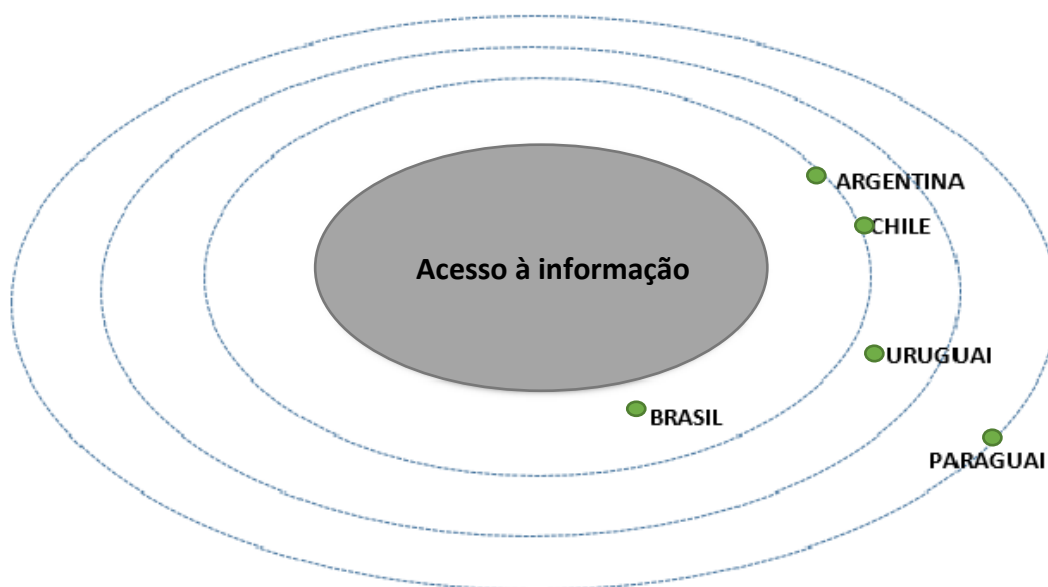 ARGENTINA
CHILE
Acesso à informação
URUGUAI
BRASIL
PARAGUAI